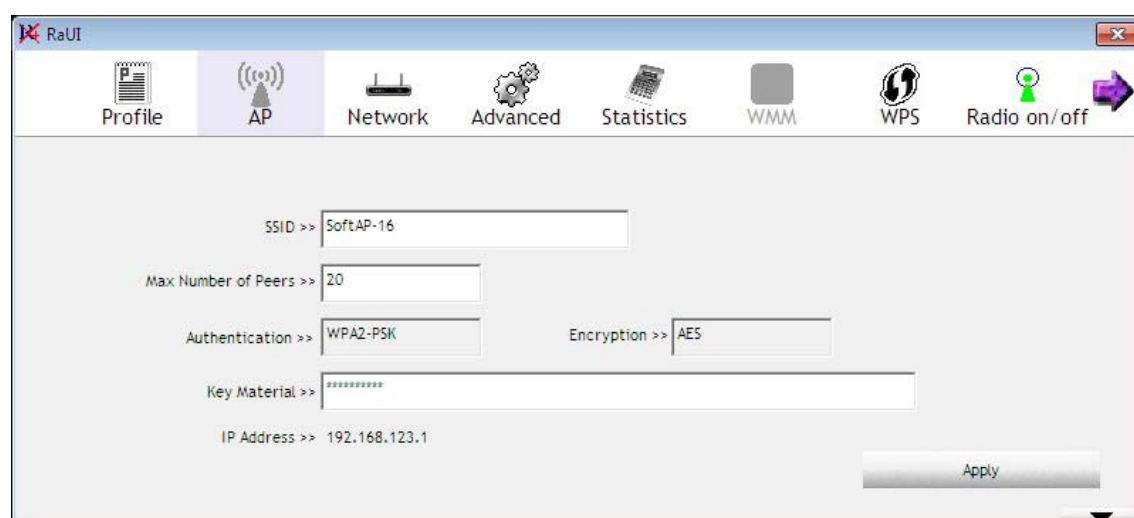 RaUI
Profile AP Network Advanced Statistics WMM WPS Radio on/off
SSID >> SoftAP-16
Max Number of Peers >> 20
Authentication >> WPA2-PSK Encryption >> AES
Key Material >> **********
IP Address >> 192.168.123.1
Apply